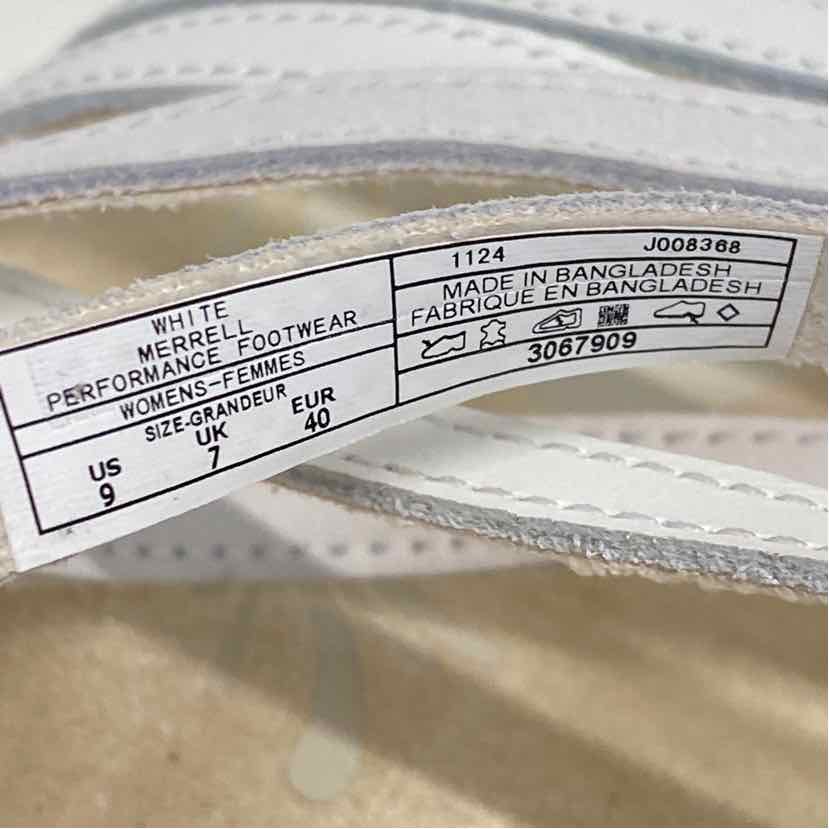 WHITE
MERRELL
PERFORMANCE FOOTWEAR
WOMENS-FEMMES
SIZE-GRANDEUR
US UK EUR
9 7 40
1124 J008368
MADE IN BANGLADESH
FABRIQUE EN BANGLADESH
3067909